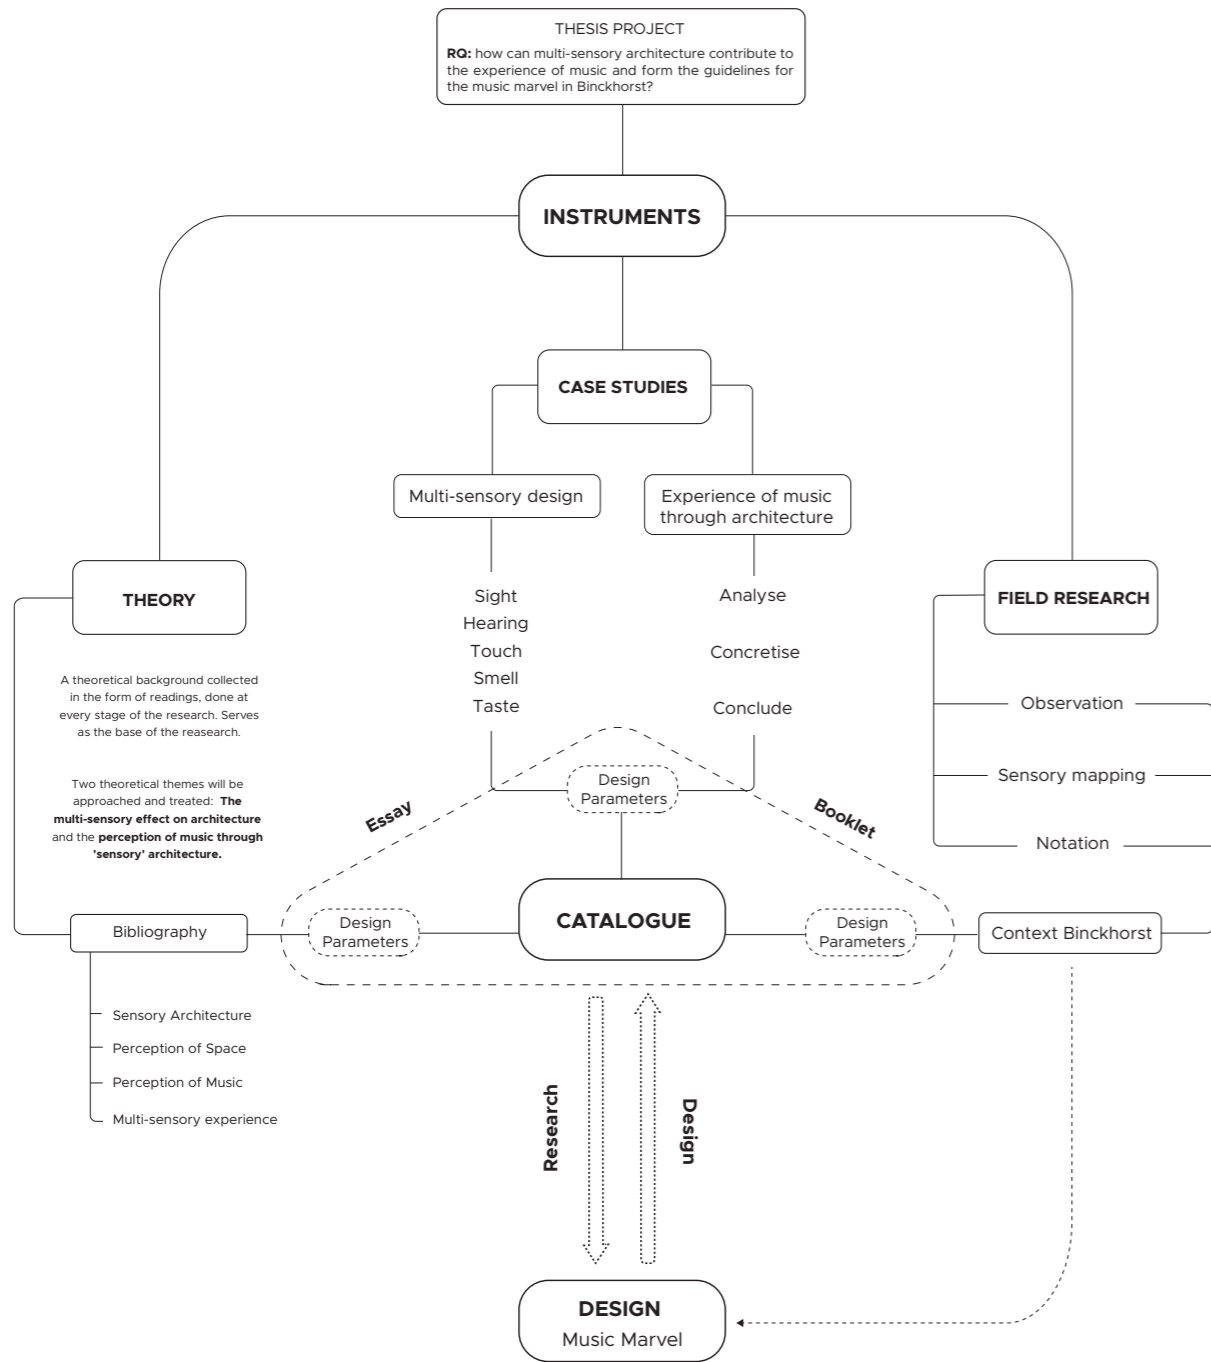 THESIS PROJECT
RQ: how can multi-sensory architecture contribute to
the experience of music and form the guidelines for
the music marvel in Binckhorst?
INSTRUMENTS
CASE STUDIES
Multi-sensory design
Experience of music
through architecture
Sight
Hearing
Touch
Smell
Taste
Analyse
Concretise
Conclude
THEORY
A theoretical background collected
in the form of readings, done at
every stage of the research. Serves
as the base of the reasearch.
Two theoretical themes will be
approached and treated: The
multi-sensory effect on architecture
and the perception of music through
'sensory' architecture.
FIELD RESEARCH
Observation
Sensory mapping
Notation
Design
Parameters
Essay
Booklet
Bibliography
Design
Parameters
CATALOGUE
Design
Parameters
Context Binckhorst
Sensory Architecture
Perception of Space
Perception of Music
Multi-sensory experience
Research
Design
DESIGN
Music Marvel